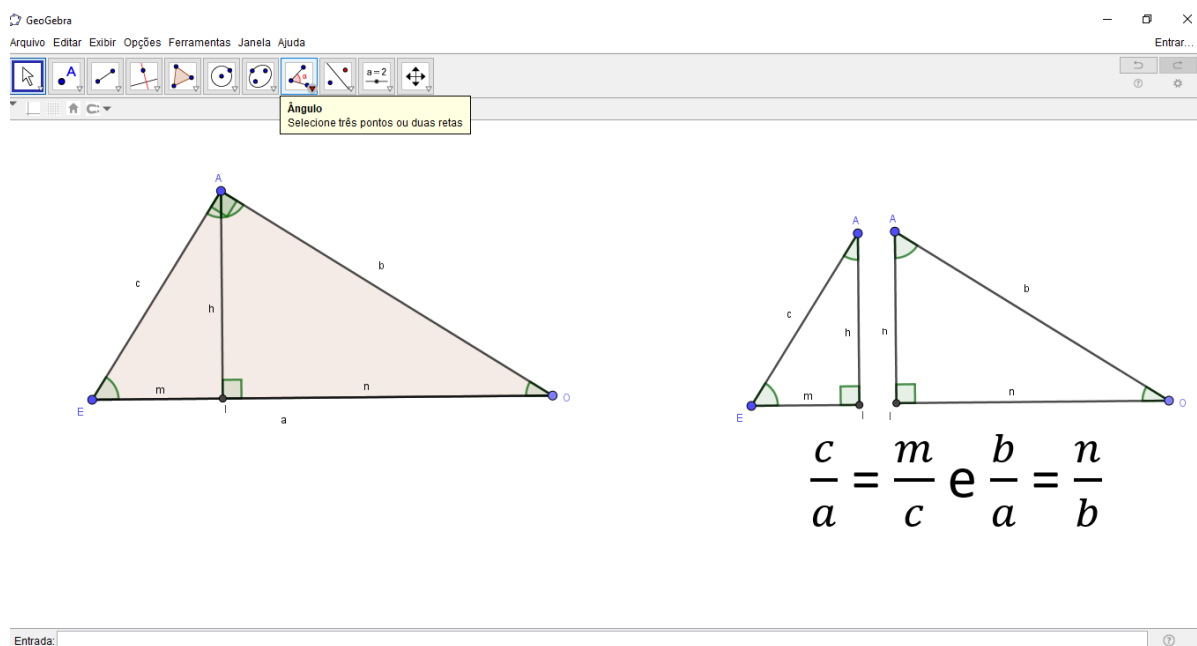 GeoGebra
Arquivo Editar Exibir Opções Ferramentas Janela Ajuda
Entrar...
A
α
a=2
Ângulo
Selecione três pontos ou duas retas
A
c
b
h
m
n
E
I
O
a
A
A
c
b
h
h
m
n
E
I
I
O
c/a = m/c e b/a = n/b
Entrada: